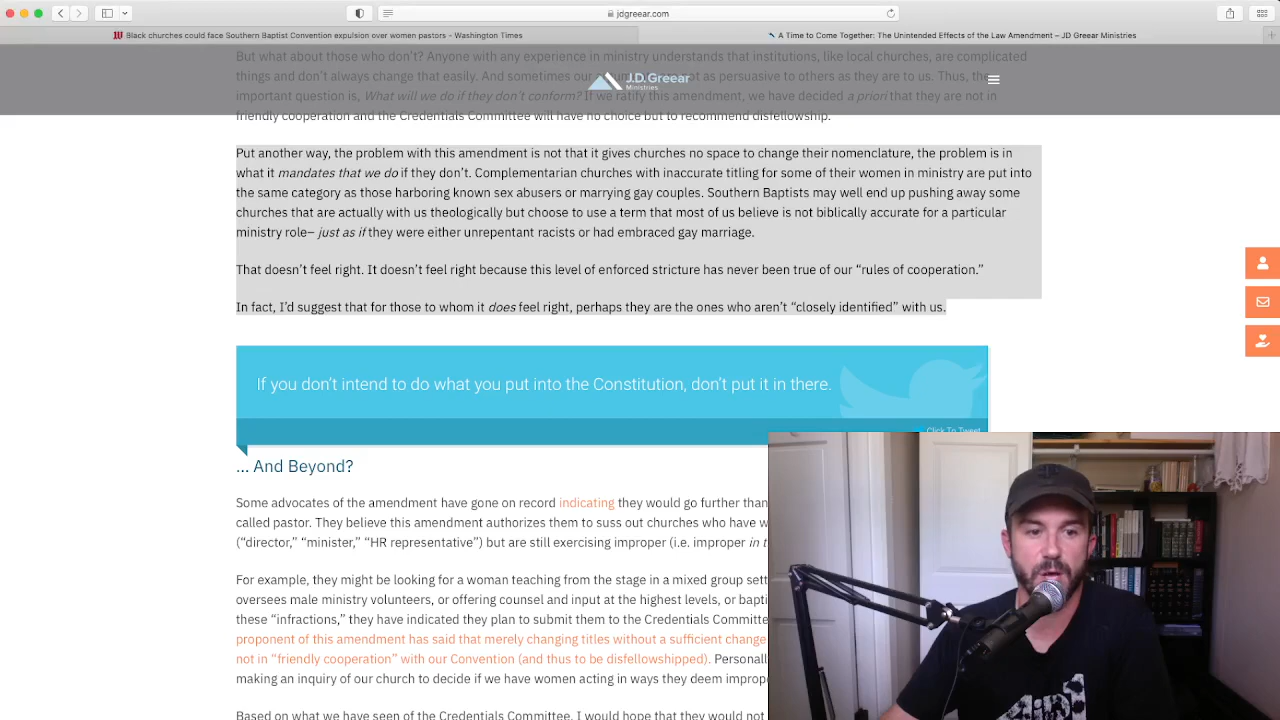 jdgreear.com
Black churches could face Southern Baptist Convention expulsion over women pastors - Washington Times
A Time to Come Together: The Unintended Effects of the Law Amendment – JD Greear Ministries
But what about those who don't? Anyone with any experience in ministry understands that institutions, like local churches, are complicated
things and don't always change that easily. And sometimes our
not as persuasive to others as they are to us. Thus, the
J.D.Greear
Ministries
important question is, What will we do if they don't conform? If we ratify this amendment, we have decided a priori that they are not in
friendly cooperation and the Credentials Committee will have no choice but to recommend disfellowship.
Put another way, the problem with this amendment is not that it gives churches no space to change their nomenclature, the problem is in
what it mandates that we do if they don't. Complementarian churches with inaccurate titling for some of their women in ministry are put into
the same category as those harboring known sex abusers or marrying gay couples. Southern Baptists may well end up pushing away some
churches that are actually with us theologically but choose to use a term that most of us believe is not biblically accurate for a particular
ministry role– just as if they were either unrepentant racists or had embraced gay marriage.
That doesn't feel right. It doesn't feel right because this level of enforced stricture has never been true of our “rules of cooperation.”
In fact, I'd suggest that for those to whom it does feel right, perhaps they are the ones who aren't “closely identified” with us.
If you don't intend to do what you put into the Constitution, don't put it in there.
Click To Tweet
... And Beyond?
Some advocates of the amendment have gone on record indicating they would go further than
called pastor. They believe this amendment authorizes them to suss out churches who have w
(“director,” “minister,” “HR representative”) but are still exercising improper (i.e. improper in t
For example, they might be looking for a woman teaching from the stage in a mixed group sett
oversees male ministry volunteers, or offering counsel and input at the highest levels, or bapti
these “infractions,” they have indicated they plan to submit them to the Credentials Committe
proponent of this amendment has said that merely changing titles without a sufficient change
not in “friendly cooperation” with our Convention (and thus to be disfellowshipped). Personall
making an inquiry of our church to decide if we have women acting in ways they deem imprope
Based on what we have seen of the Credentials Committee, I would hope that they would not